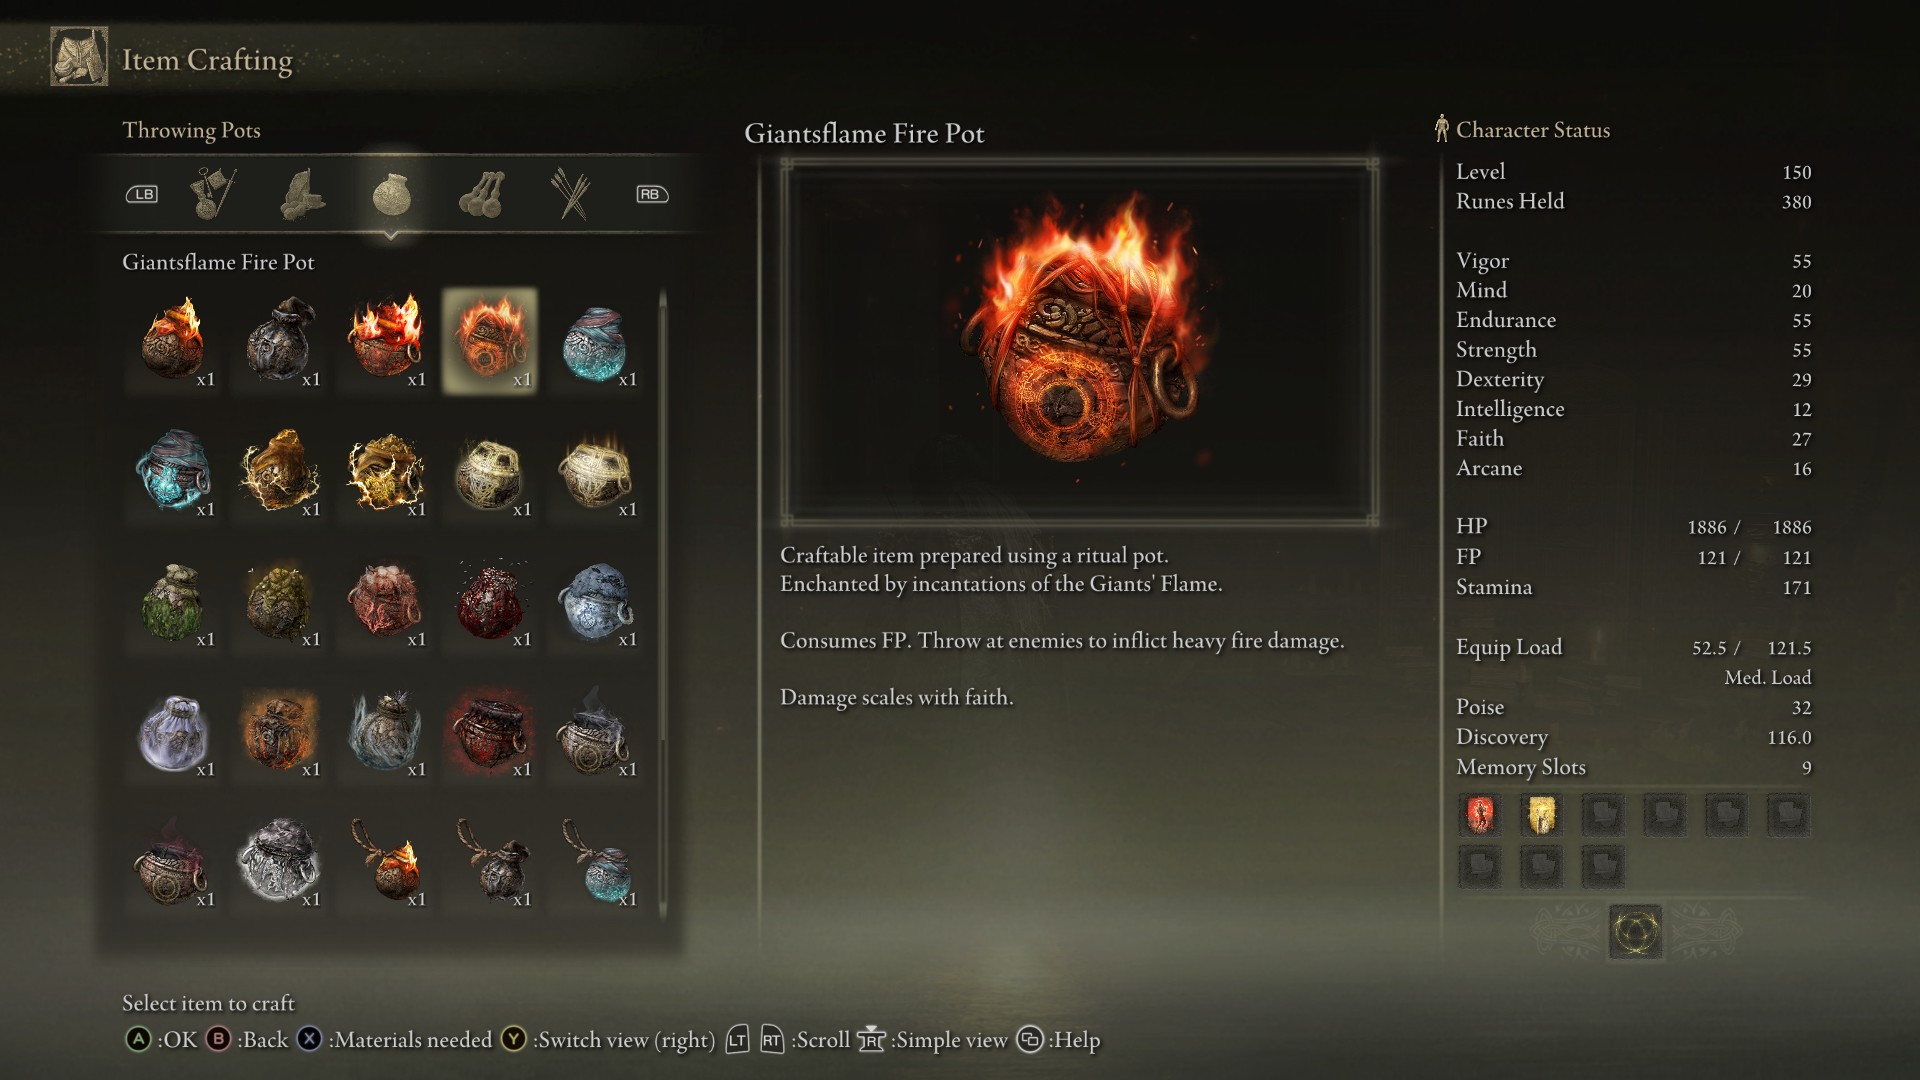 Item Crafting
Throwing Pots
LB
RB
Giantsflame Fire Pot
x1 x1 x1 x1 x1
x1 x1 x1 x1 x1
x1 x1 x1 x1 x1
x1 x1 x1 x1 x1
x1 x1 x1 x1 x1
Giantsflame Fire Pot
Craftable item prepared using a ritual pot.
Enchanted by incantations of the Giants' Flame.
Consumes FP. Throw at enemies to inflict heavy fire damage.
Damage scales with faith.
Character Status
Level 150
Runes Held 380
Vigor 55
Mind 20
Endurance 55
Strength 55
Dexterity 29
Intelligence 12
Faith 27
Arcane 16
HP 1886 / 1886
FP 121 / 121
Stamina 171
Equip Load 52.5 / 121.5
Med. Load
Poise 32
Discovery 116.0
Memory Slots 9
Select item to craft
A :OK B :Back X :Materials needed Y :Switch view (right) LT RT :Scroll R :Simple view :Help